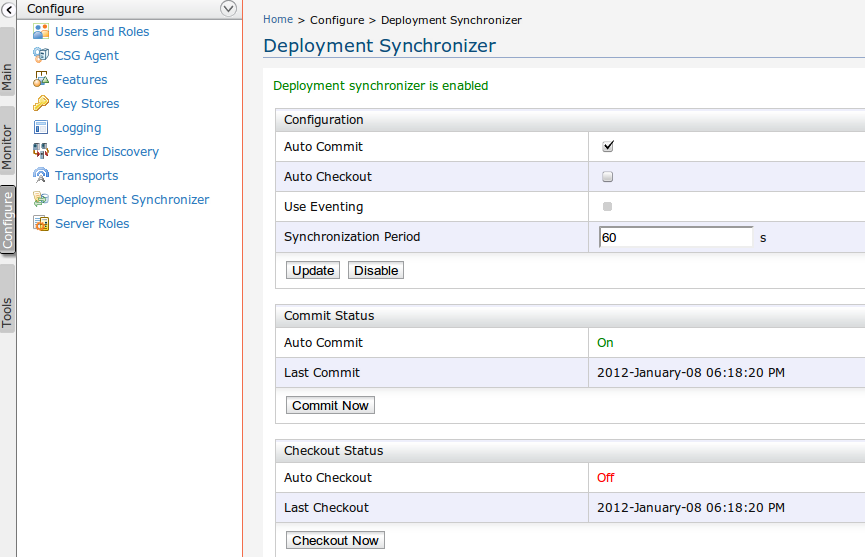 Configure
Main
Monitor
Configure
Tools
Users and Roles
CSG Agent
Features
Key Stores
Logging
Service Discovery
Transports
Deployment Synchronizer
Server Roles
Home > Configure > Deployment Synchronizer
Deployment Synchronizer
Deployment synchronizer is enabled
Configuration
Auto Commit
Auto Checkout
Use Eventing
Synchronization Period 60 s
Update Disable
Commit Status
Auto Commit On
Last Commit 2012-January-08 06:18:20 PM
Commit Now
Checkout Status
Auto Checkout Off
Last Checkout 2012-January-08 06:18:20 PM
Checkout Now